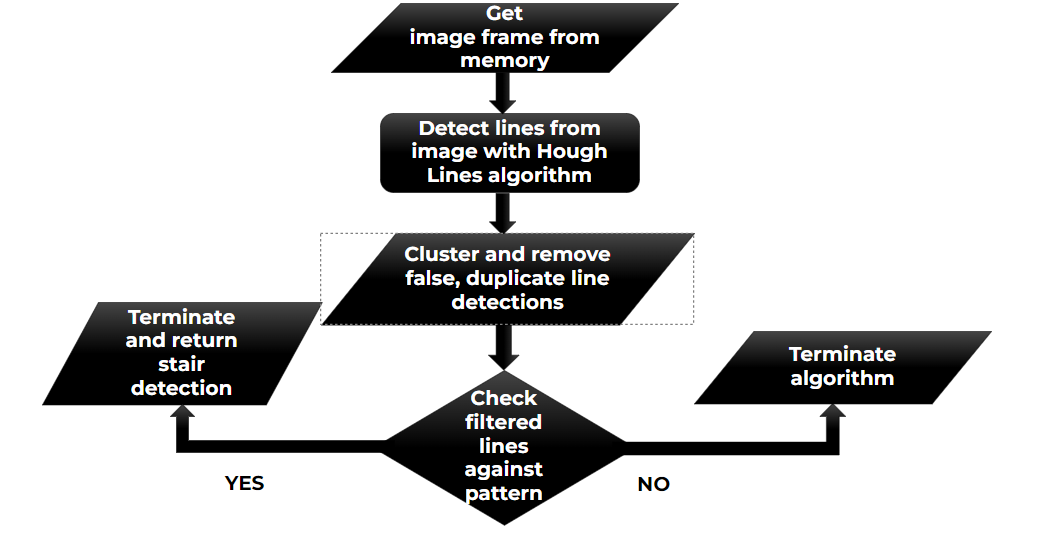 Get
image frame from
memory
Detect lines from
image with Hough
Lines algorithm
Cluster and remove
false, duplicate line
detections
Terminate
and return
stair
detection
Terminate
algorithm
Check
filtered
lines
against
pattern
YES
NO